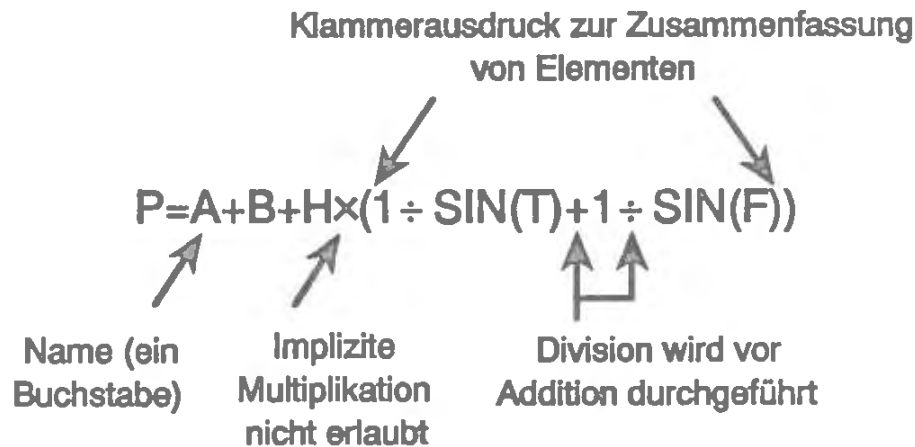 Klammerausdruck zur Zusammenfassung
von Elementen
P=A+B+H×(1 ÷ SIN(T)+1 ÷ SIN(F))
Name (ein
Buchstabe)
Implizite
Multiplikation
nicht erlaubt
Division wird vor
Addition durchgeführt